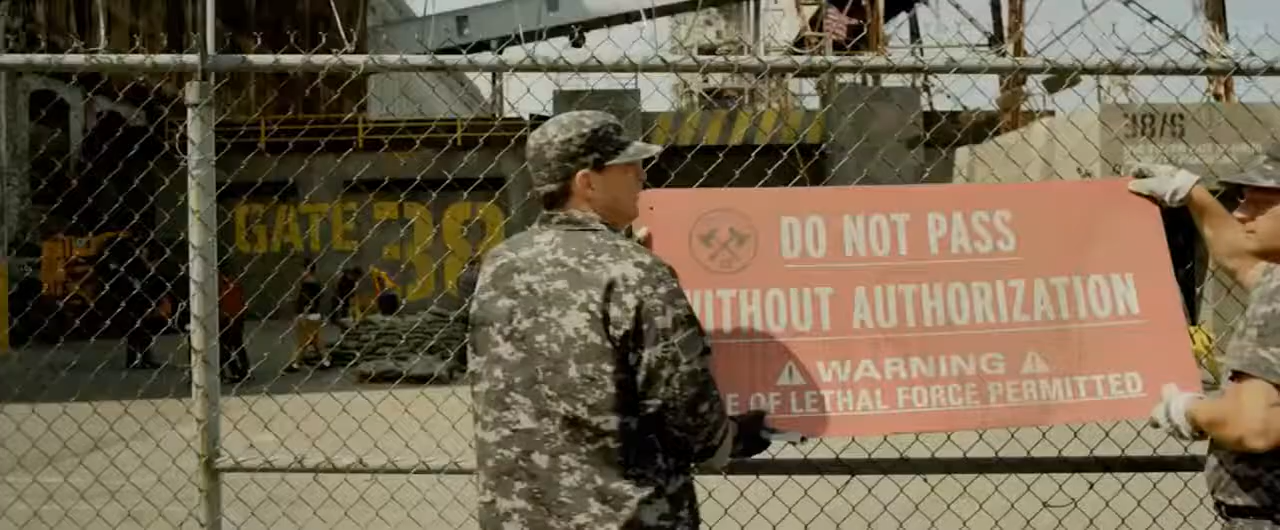 38/S
GATE 38
DO NOT PASS
WITHOUT AUTHORIZATION
WARNING
OF LETHAL FORCE PERMITTED